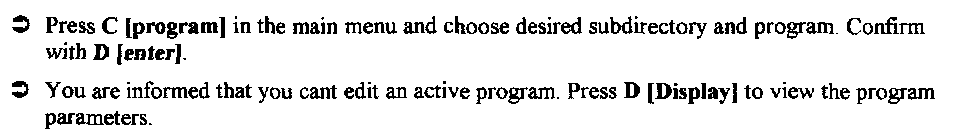 ➲ Press C [program] in the main menu and choose desired subdirectory and program. Confirm
with D [enter].
➲ You are informed that you cant edit an active program. Press D [Display] to view the program
parameters.